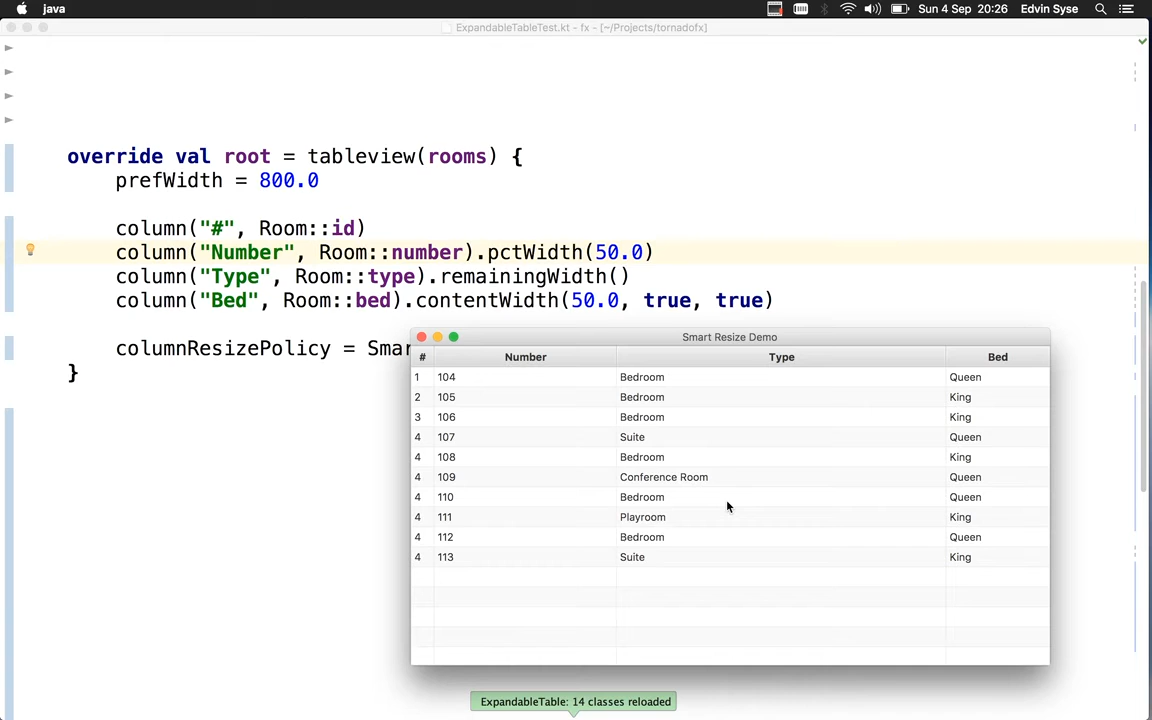 java Sun 4 Sep 20:26 Edvin Syse
ExpandableTableTest.kt - fx - [~/Projects/tornadofx]
override val root = tableview(rooms) {
prefWidth = 800.0
column("#", Room::id)
column("Number", Room::number).pctWidth(50.0)
column("Type", Room::type).remainingWidth()
column("Bed", Room::bed).contentWidth(50.0, true, true)
columnResizePolicy = Smar
}
Smart Resize Demo
# Number Type Bed
1 104 Bedroom Queen
2 105 Bedroom King
3 106 Bedroom King
4 107 Suite Queen
4 108 Bedroom King
4 109 Conference Room Queen
4 110 Bedroom Queen
4 111 Playroom King
4 112 Bedroom Queen
4 113 Suite King
ExpandableTable: 14 classes reloaded